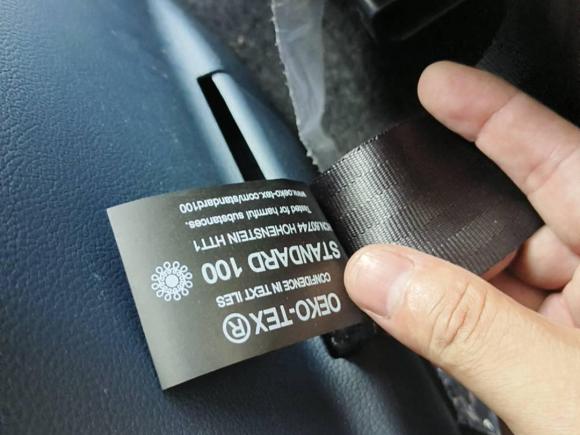 OEKO-TEX®
CONFIDENCE IN TEXTILES
STANDARD 100
HOHENSTEIN HTTI
Tested for harmful substances.
www.oeko-tex.com/standard100